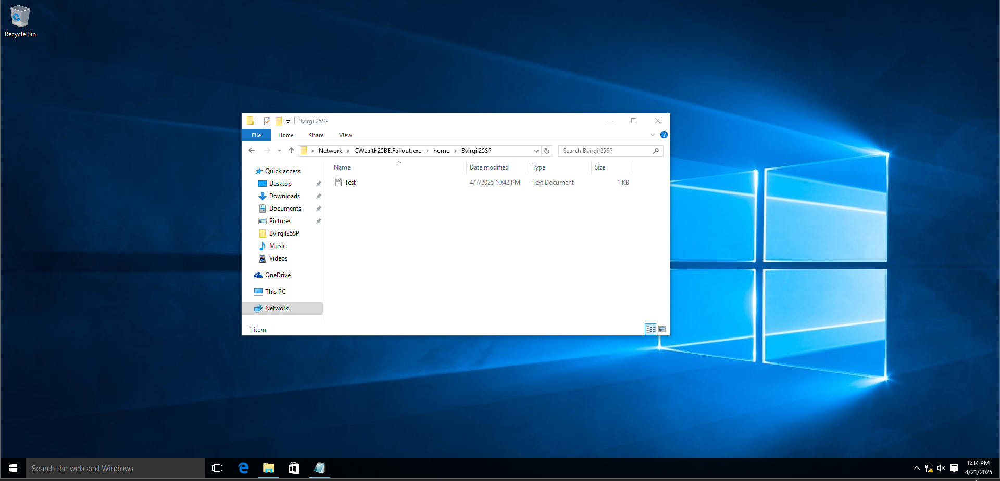 Recycle Bin
Bvirgil25SP
File Home Share View
Network CWealth25BE.Fallout.exe home Bvirgil25SP
Search Bvirgil25SP
Name Date modified Type Size
Test 4/7/2025 10:42 PM Text Document 1 KB
Quick access
Desktop
Downloads
Documents
Pictures
Bvirgil25SP
Music
Videos
OneDrive
This PC
Network
1 item
Search the web and Windows
8:34 PM
4/21/2025